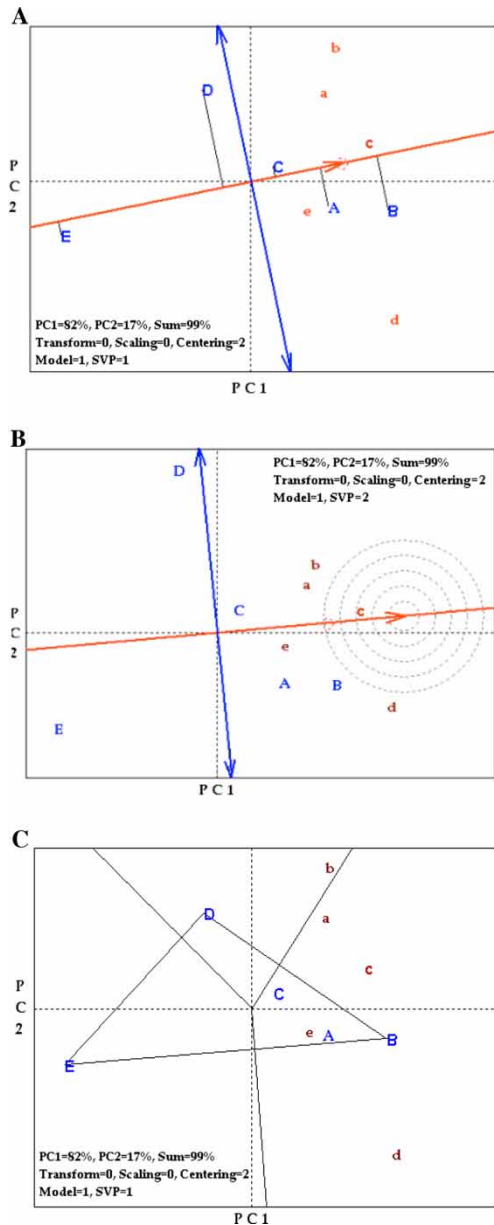 A
b
D
a
c
C
P
C
2
e
A
B
E
d
PC1=82%, PC2=17%, Sum=99%
Transform=0, Scaling=0, Centering=2
Model=1, SVP=1
P C 1
B
D
PC1=82%, PC2=17%, Sum=99%
Transform=0, Scaling=0, Centering=2
Model=1, SVP=2
b
a
C
c
P
C
2
e
A
B
d
E
P C 1
C
b
D
a
c
C
P
C
2
e
A
B
E
d
PC1=82%, PC2=17%, Sum=99%
Transform=0, Scaling=0, Centering=2
Model=1, SVP=1
P C 1